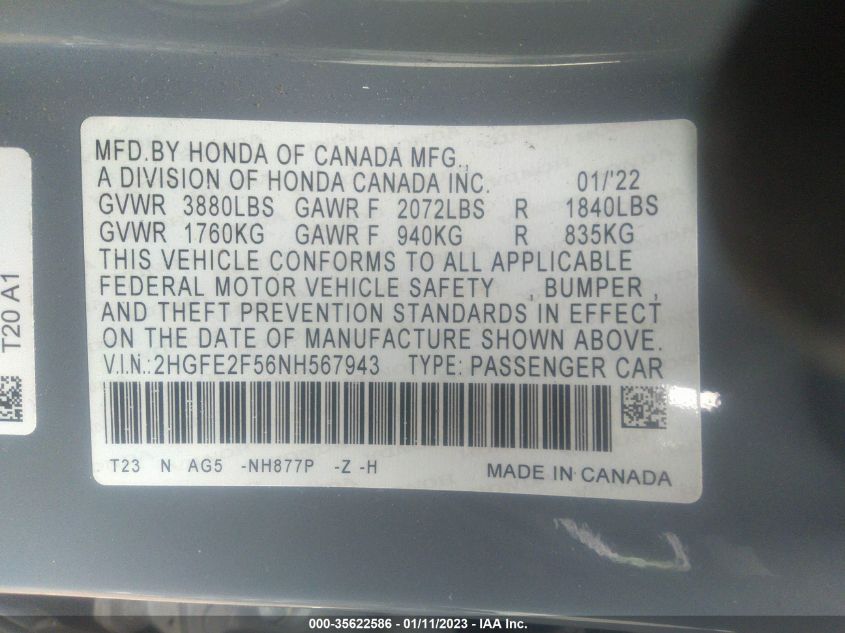 MFD.BY HONDA OF CANADA MFG.,
A DIVISION OF HONDA CANADA INC. 01/'22
GVWR 3880LBS GAWR F 2072LBS R 1840LBS
GVWR 1760KG GAWR F 940KG R 835KG
THIS VEHICLE CONFORMS TO ALL APPLICABLE
FEDERAL MOTOR VEHICLE SAFETY , BUMPER ,
AND THEFT PREVENTION STANDARDS IN EFFECT
ON THE DATE OF MANUFACTURE SHOWN ABOVE.
V.I.N.: 2HGFE2F56NH567943 TYPE: PASSENGER CAR
T23 N AG5 -NH877P -Z -H MADE IN CANADA
T20 A1
000-35622586 - 01/11/2023 - IAA Inc.